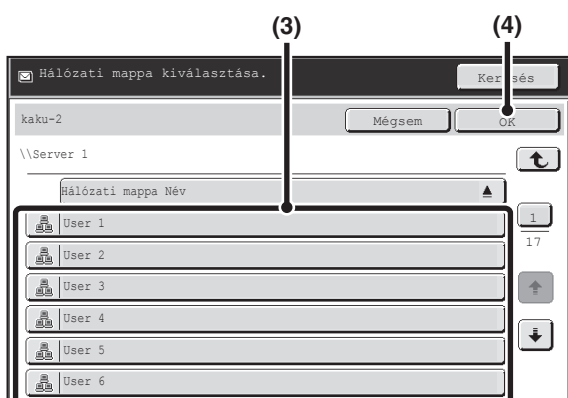 (3) (4)
Hálózati mappa kiválasztása. Keresés
kaku-2 Mégsem OK
\\Server 1
Hálózati mappa Név
User 1 1
User 2 17
User 3
User 4
User 5
User 6